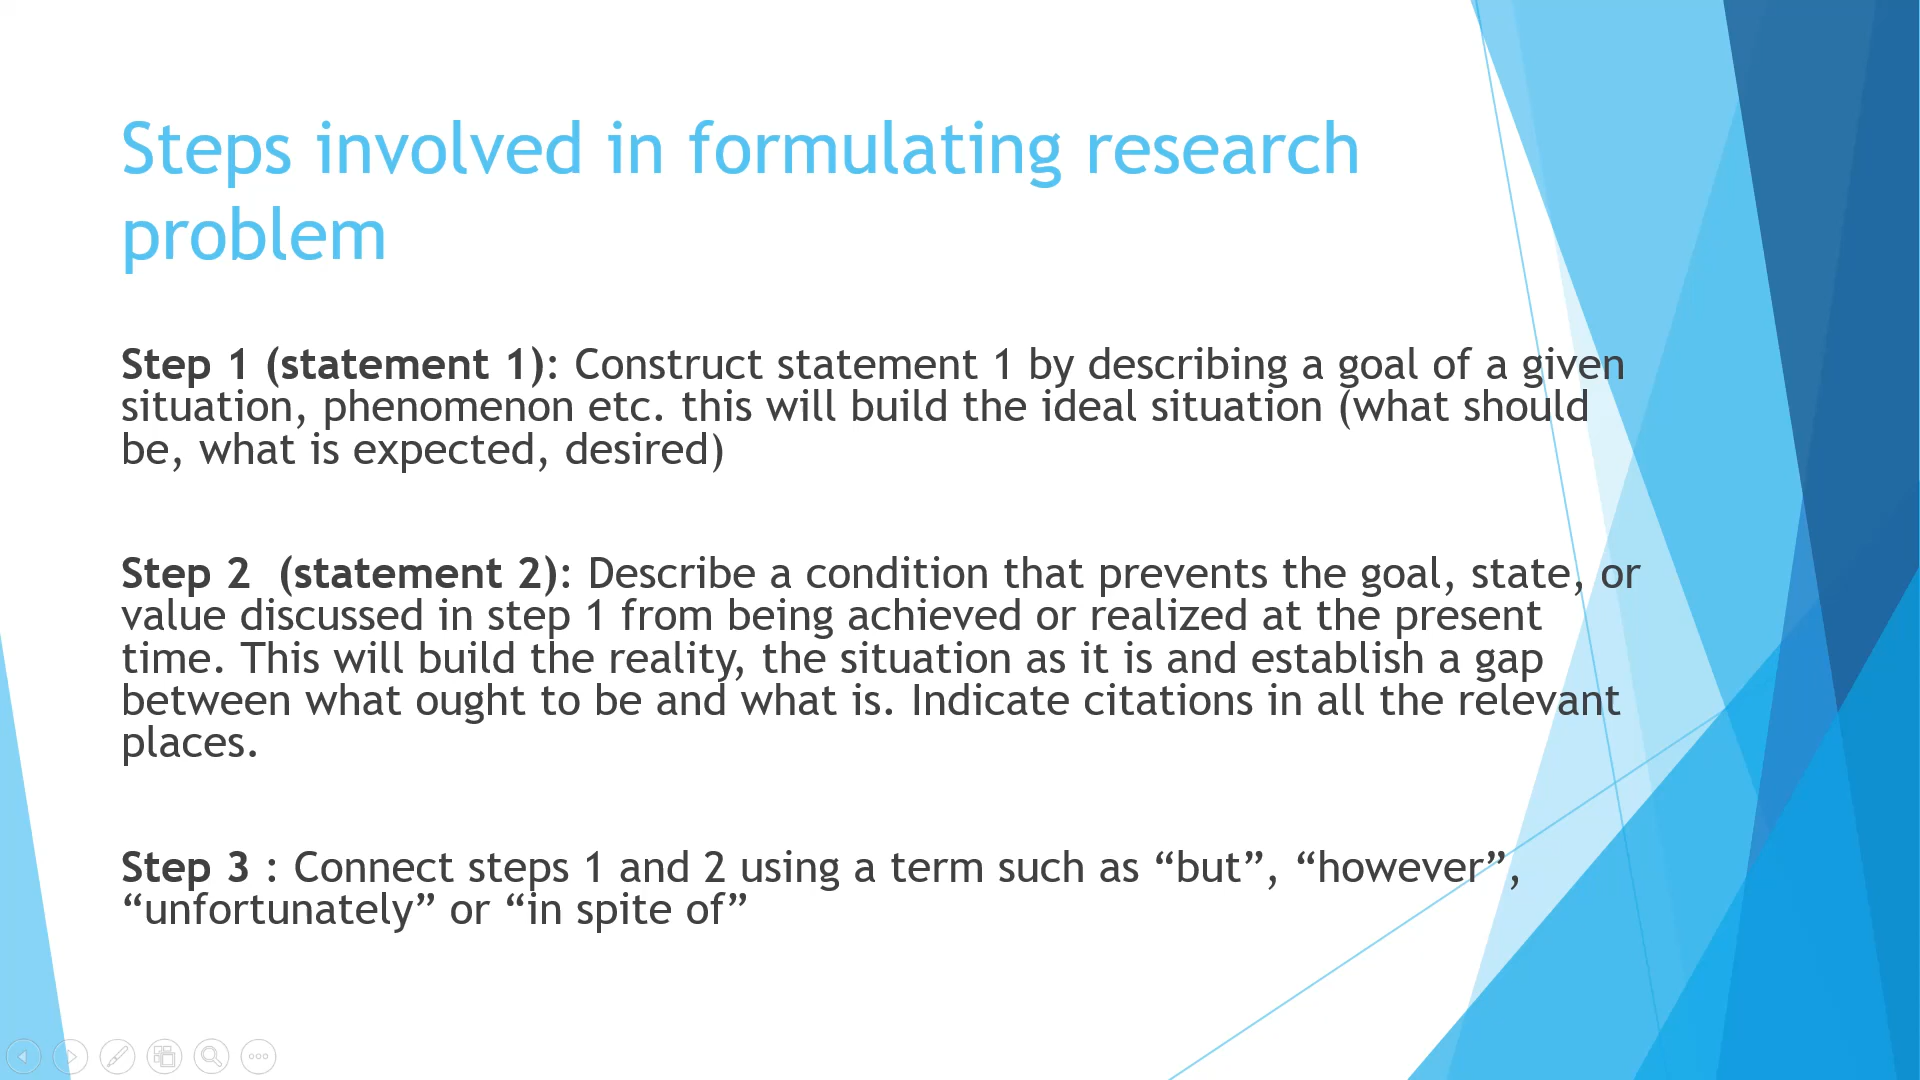 Steps involved in formulating research
problem
Step 1 (statement 1): Construct statement 1 by describing a goal of a given
situation, phenomenon etc. this will build the ideal situation (what should
be, what is expected, desired)
Step 2  (statement 2): Describe a condition that prevents the goal, state, or
value discussed in step 1 from being achieved or realized at the present
time. This will build the reality, the situation as it is and establish a gap
between what ought to be and what is. Indicate citations in all the relevant
places.
Step 3 : Connect steps 1 and 2 using a term such as “but”, “however”,
“unfortunately” or “in spite of”